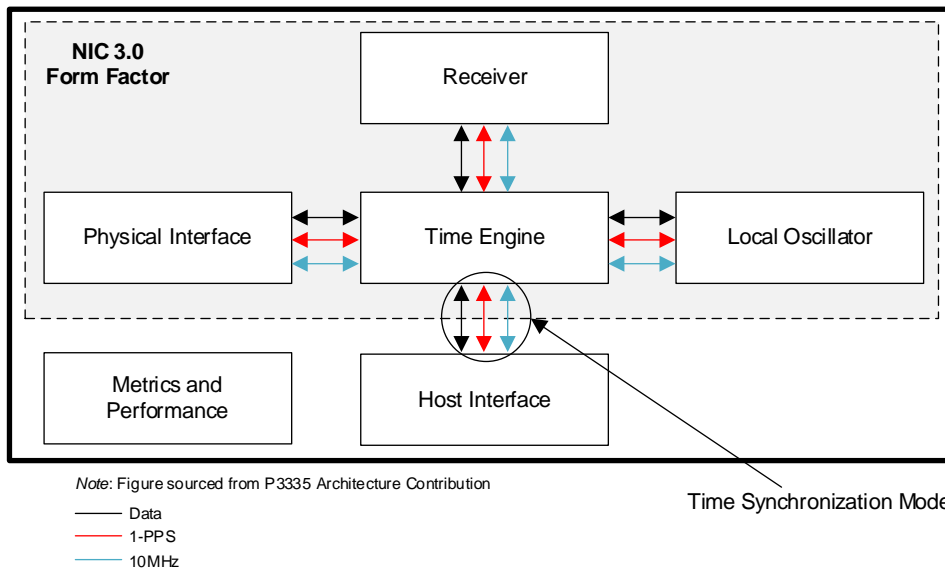 NIC 3.0
Form Factor
Receiver
Physical Interface
Time Engine
Local Oscillator
Metrics and
Performance
Host Interface
Note: Figure sourced from P3335 Architecture Contribution
Time Synchronization Mode
Data
1-PPS
10MHz